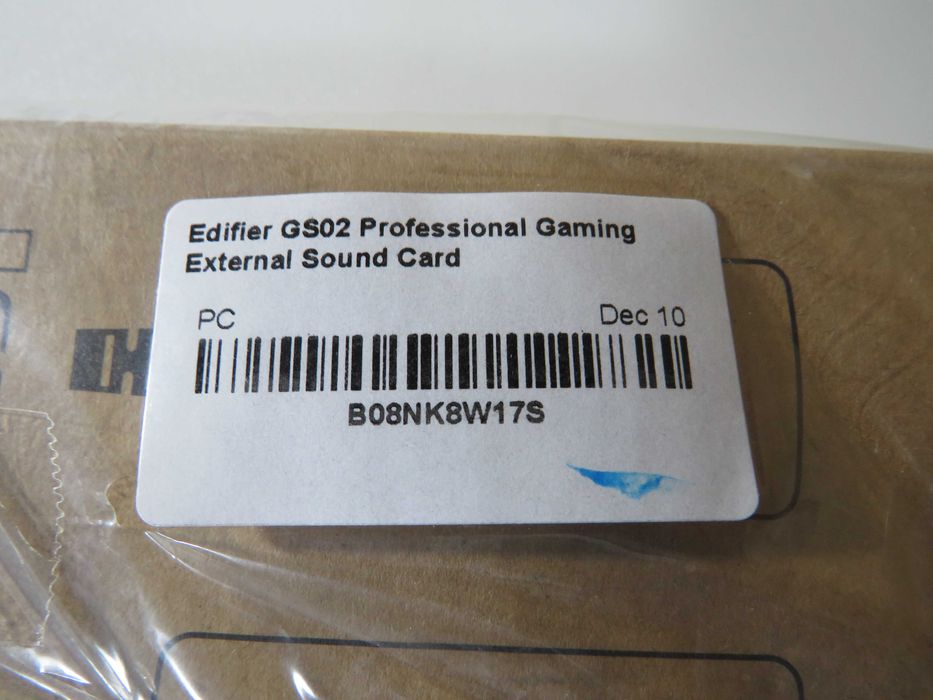 Edifier GS02 Professional Gaming
External Sound Card
PC Dec 10
B08NK8W17S